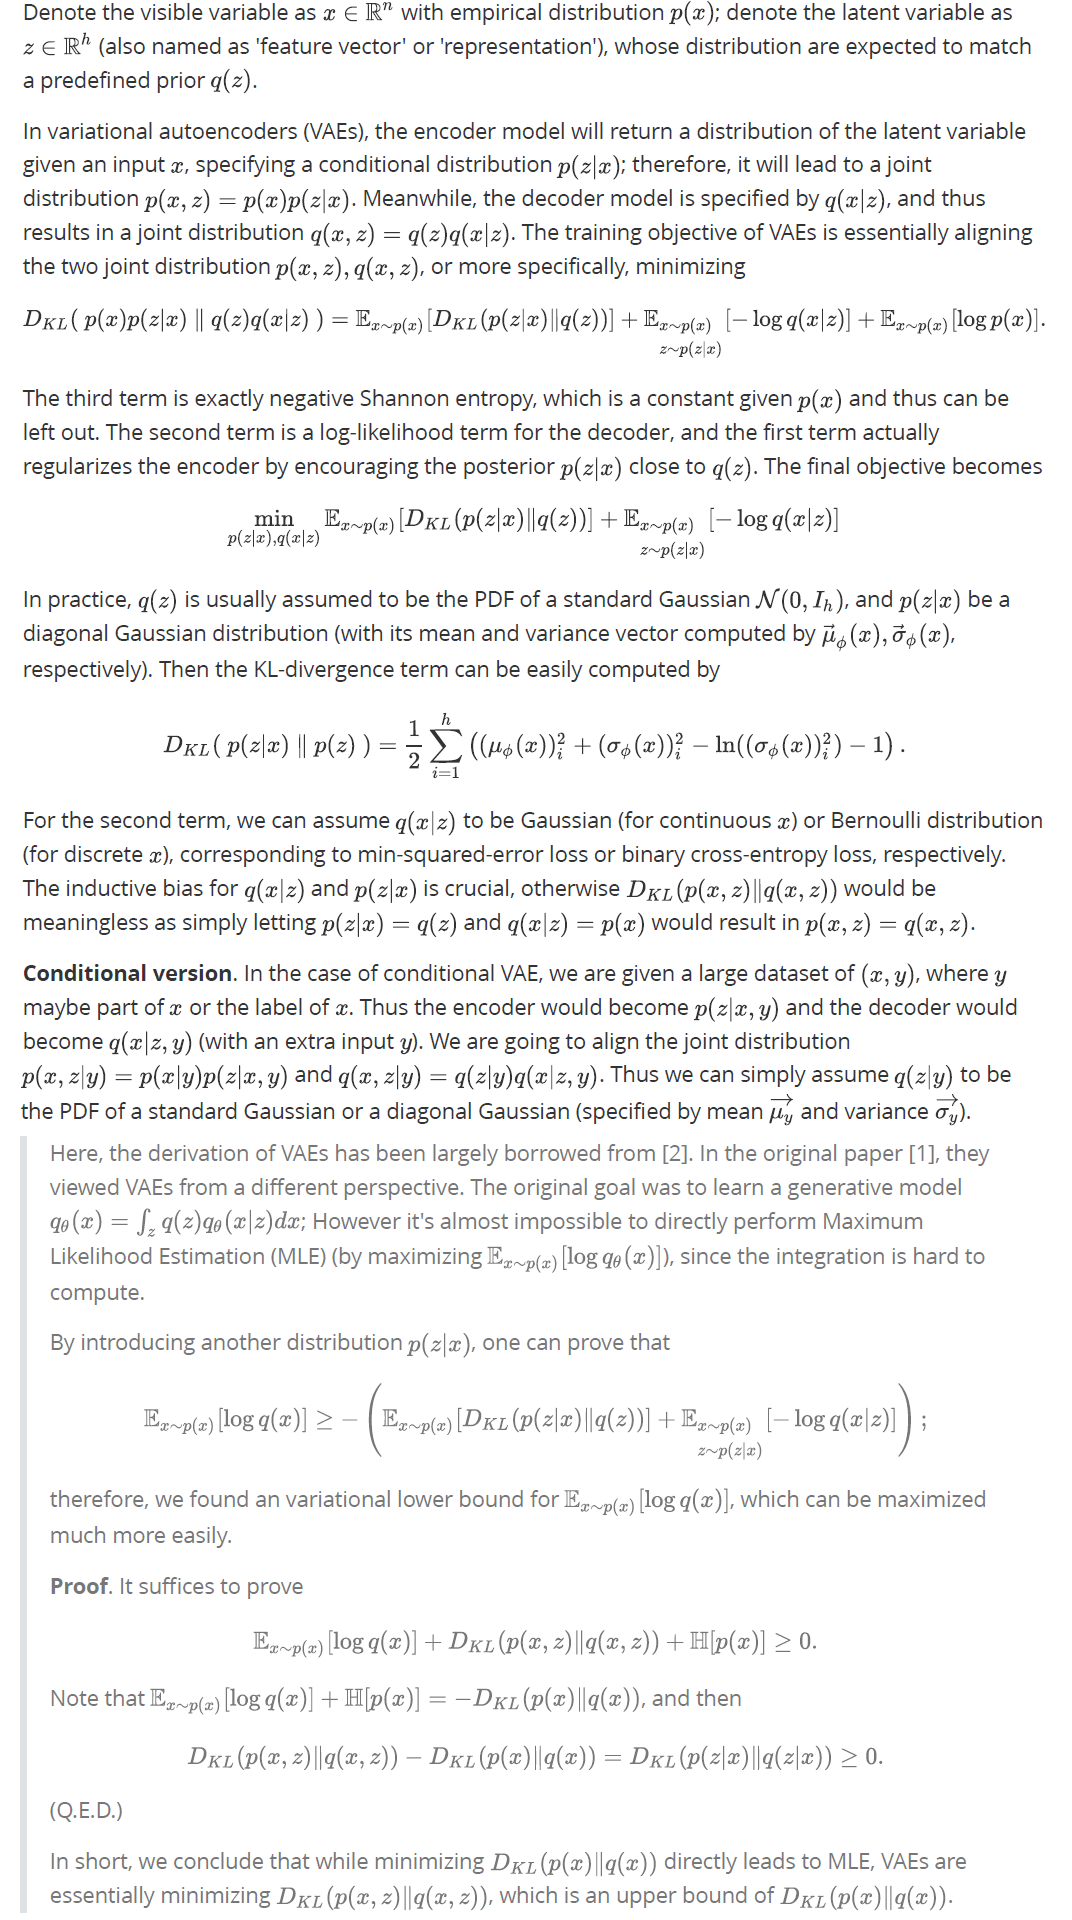 Denote the visible variable as $x \in \mathbb{R}^n$ with empirical distribution $p(x)$; denote the latent variable as
$z \in \mathbb{R}^h$ (also named as 'feature vector' or 'representation'), whose distribution are expected to match
a predefined prior $q(z)$.
In variational autoencoders (VAEs), the encoder model will return a distribution of the latent variable
given an input $x$, specifying a conditional distribution $p(z|x)$; therefore, it will lead to a joint
distribution $p(x, z) = p(x)p(z|x)$. Meanwhile, the decoder model is specified by $q(x|z)$, and thus
results in a joint distribution $q(x, z) = q(z)q(x|z)$. The training objective of VAEs is essentially aligning
the two joint distribution $p(x, z), q(x, z)$, or more specifically, minimizing
$D_{KL}(\, p(x)p(z|x) \,\|\, q(z)q(x|z) \,) = \mathbb{E}_{x \sim p(x)}[D_{KL}(p(z|x)\|q(z))] + \mathbb{E}_{\substack{x \sim p(x) \\ z \sim p(z|x)}}[-\log q(x|z)] + \mathbb{E}_{x \sim p(x)}[\log p(x)].$
The third term is exactly negative Shannon entropy, which is a constant given $p(x)$ and thus can be
left out. The second term is a log-likelihood term for the decoder, and the first term actually
regularizes the encoder by encouraging the posterior $p(z|x)$ close to $q(z)$. The final objective becomes
$\min_{p(z|x), q(x|z)} \mathbb{E}_{x \sim p(x)}[D_{KL}(p(z|x)\|q(z))] + \mathbb{E}_{\substack{x \sim p(x) \\ z \sim p(z|x)}}[-\log q(x|z)]$
In practice, $q(z)$ is usually assumed to be the PDF of a standard Gaussian $\mathcal{N}(0, I_h)$, and $p(z|x)$ be a
diagonal Gaussian distribution (with its mean and variance vector computed by $\vec{\mu}_\phi(x), \vec{\sigma}_\phi(x)$,
respectively). Then the KL-divergence term can be easily computed by
$D_{KL}(\, p(z|x) \,\|\, p(z) \,) = \frac{1}{2} \sum_{i=1}^{h} \left( (\mu_\phi(x))_i^2 + (\sigma_\phi(x))_i^2 - \ln((\sigma_\phi(x))_i^2) - 1 \right).$
For the second term, we can assume $q(x|z)$ to be Gaussian (for continuous $x$) or Bernoulli distribution
(for discrete $x$), corresponding to min-squared-error loss or binary cross-entropy loss, respectively.
The inductive bias for $q(x|z)$ and $p(z|x)$ is crucial, otherwise $D_{KL}(p(x, z)\|q(x, z))$ would be
meaningless as simply letting $p(z|x) = q(z)$ and $q(x|z) = p(x)$ would result in $p(x, z) = q(x, z)$.
Conditional version. In the case of conditional VAE, we are given a large dataset of $(x, y)$, where $y$
maybe part of $x$ or the label of $x$. Thus the encoder would become $p(z|x, y)$ and the decoder would
become $q(x|z, y)$ (with an extra input $y$). We are going to align the joint distribution
$p(x, z|y) = p(x|y)p(z|x, y)$ and $q(x, z|y) = q(z|y)q(x|z, y)$. Thus we can simply assume $q(z|y)$ to be
the PDF of a standard Gaussian or a diagonal Gaussian (specified by mean $\overrightarrow{\mu_y}$ and variance $\overrightarrow{\sigma_y}$).
Here, the derivation of VAEs has been largely borrowed from [2]. In the original paper [1], they
viewed VAEs from a different perspective. The original goal was to learn a generative model
$q_\theta(x) = \int_z q(z)q_\theta(x|z)dx$; However it's almost impossible to directly perform Maximum
Likelihood Estimation (MLE) (by maximizing $\mathbb{E}_{x \sim p(x)}[\log q_\theta(x)]$), since the integration is hard to
compute.
By introducing another distribution $p(z|x)$, one can prove that
$\mathbb{E}_{x \sim p(x)}[\log q(x)] \geq - \left( \mathbb{E}_{x \sim p(x)}[D_{KL}(p(z|x)\|q(z))] + \mathbb{E}_{\substack{x \sim p(x) \\ z \sim p(z|x)}}[-\log q(x|z)] \right);$
therefore, we found an variational lower bound for $\mathbb{E}_{x \sim p(x)}[\log q(x)]$, which can be maximized
much more easily.
Proof. It suffices to prove
$\mathbb{E}_{x \sim p(x)}[\log q(x)] + D_{KL}(p(x, z)\|q(x, z)) + \mathbb{H}[p(x)] \geq 0.$
Note that $\mathbb{E}_{x \sim p(x)}[\log q(x)] + \mathbb{H}[p(x)] = -D_{KL}(p(x)\|q(x))$, and then
$D_{KL}(p(x, z)\|q(x, z)) - D_{KL}(p(x)\|q(x)) = D_{KL}(p(z|x)\|q(z|x)) \geq 0.$
(Q.E.D.)
In short, we conclude that while minimizing $D_{KL}(p(x)\|q(x))$ directly leads to MLE, VAEs are
essentially minimizing $D_{KL}(p(x, z)\|q(x, z))$, which is an upper bound of $D_{KL}(p(x)\|q(x))$.